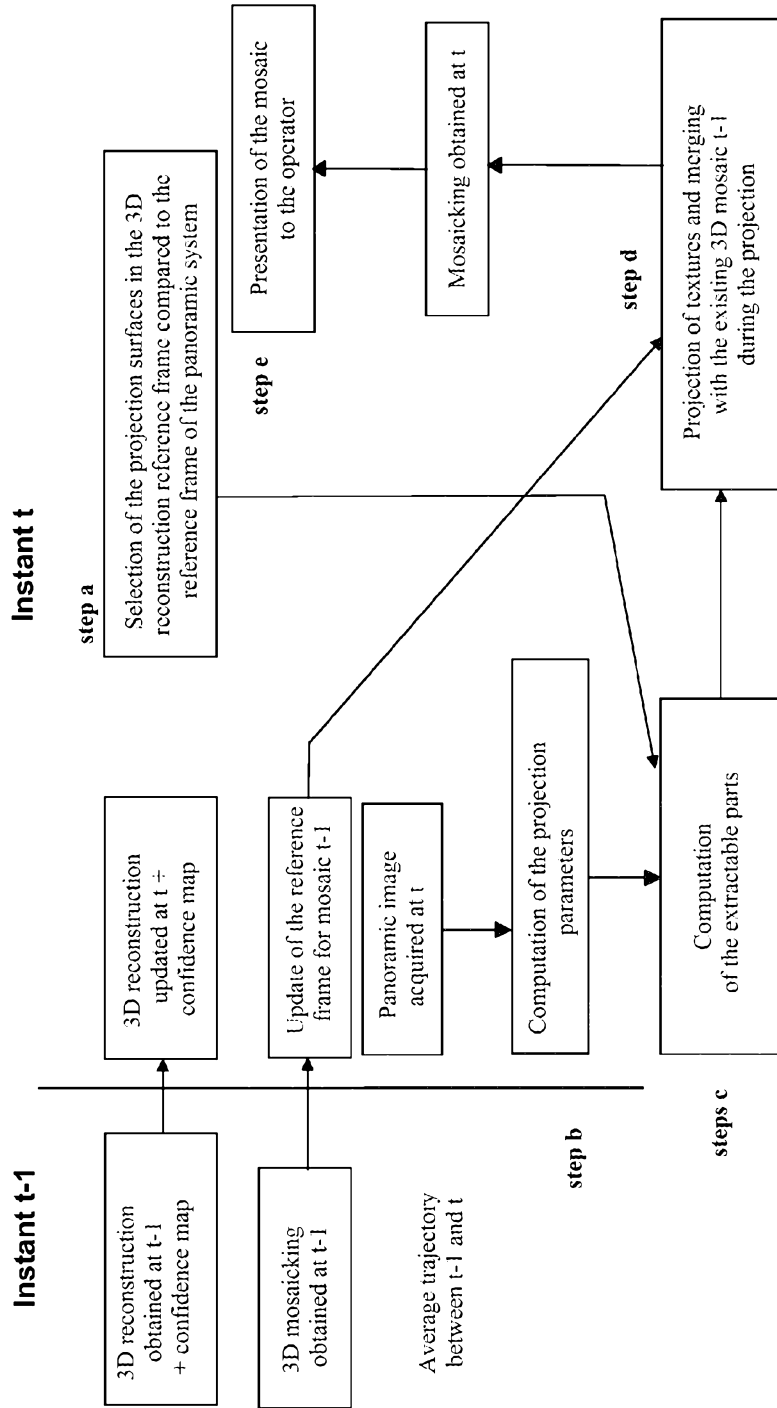 Instant t-1
Instant t
3D reconstruction
obtained at t-1
+ confidence map
3D reconstruction
updated at t ÷
confidence map
step a
Selection of the projection surfaces in the 3D
reconstruction reference frame compared to the
reference frame of the panoramic system
3D mosaicking
obtained at t-1
Update of the reference
frame for mosaic t-1
step e
Presentation of the mosaic
to the operator
Average trajectory
between t-1 and t
Panoramic image
acquired at t
Mosaicking obtained at t
step b
Computation of the projection
parameters
steps c
Computation
of the extractable parts
step d
Projection of textures and merging
with the existing 3D mosaic t-1
during the projection